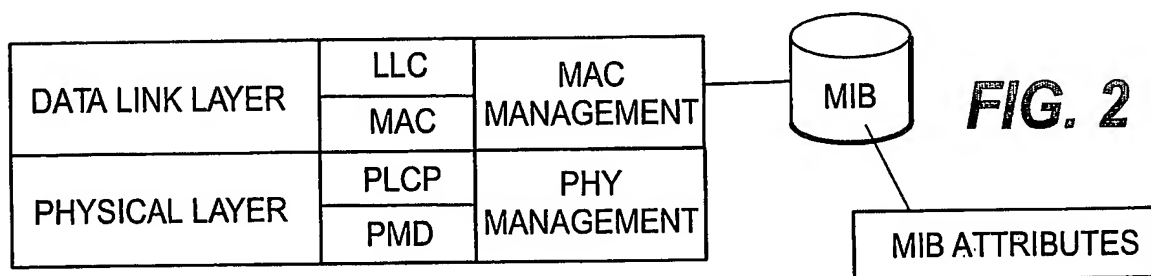 DATA LINK LAYER
LLC
MAC
MAC
MANAGEMENT
PHYSICAL LAYER
PLCP
PMD
PHY
MANAGEMENT
MIB
FIG. 2
MIB ATTRIBUTES